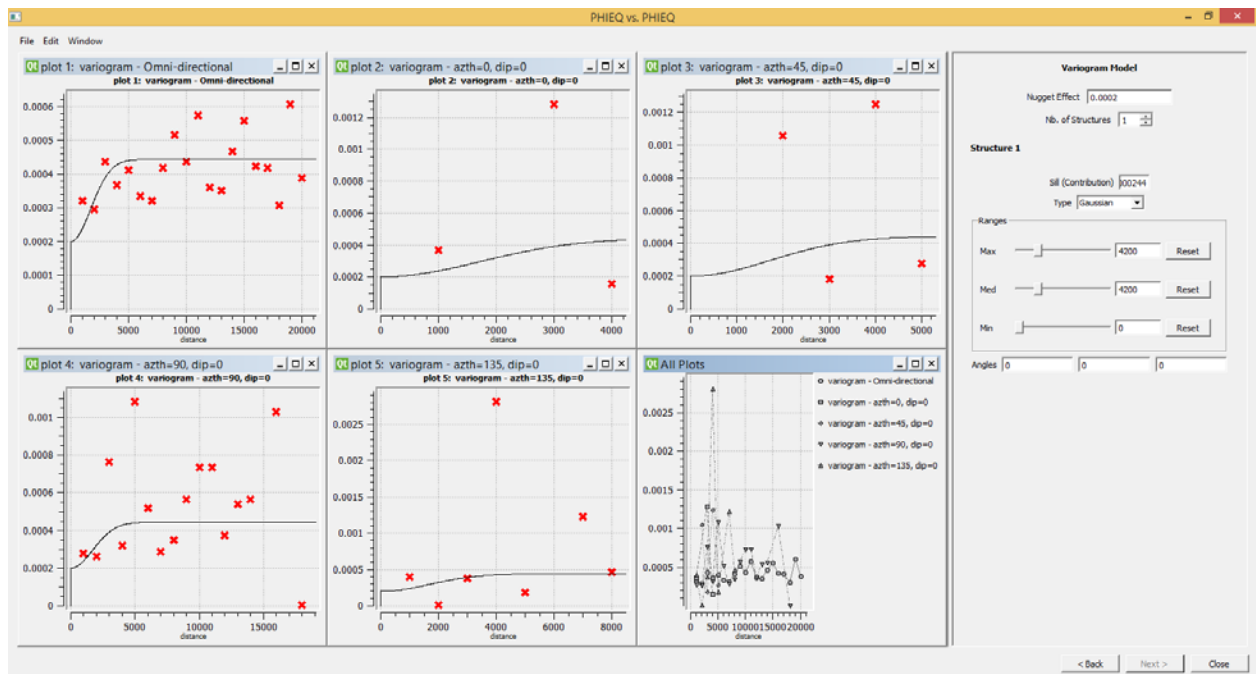 PHIEQ vs. PHIEQ
File Edit Window
Qt plot 1: variogram - Omni-directional
plot 1: variogram - Omni-directional
0.0006
0.0005
0.0004
0.0003
0.0002
0.0001
0
0 5000 10000 15000 20000
distance
Qt plot 2: variogram - azth=0, dip=0
plot 2: variogram - azth=0, dip=0
0.0012
0.001
0.0008
0.0006
0.0004
0.0002
0
0 1000 2000 3000 4000
distance
Qt plot 3: variogram - azth=45, dip=0
plot 3: variogram - azth=45, dip=0
0.0012
0.001
0.0008
0.0006
0.0004
0.0002
0
0 1000 2000 3000 4000 5000
distance
Qt plot 4: variogram - azth=90, dip=0
plot 4: variogram - azth=90, dip=0
0.001
0.0008
0.0006
0.0004
0.0002
0
0 5000 10000 15000
distance
Qt plot 5: variogram - azth=135, dip=0
plot 5: variogram - azth=135, dip=0
0.0025
0.002
0.0015
0.001
0.0005
0
0 2000 4000 6000 8000
distance
Qt All Plots
0.0025
0.002
0.0015
0.001
0.0005
0 5000 10000 15000 20000
distance
variogram - Omni-directional
variogram - azth=0, dip=0
variogram - azth=45, dip=0
variogram - azth=90, dip=0
variogram - azth=135, dip=0
Variogram Model
Nugget Effect 0.0002
Nb. of Structures 1
Structure 1
Sill (Contribution) 000244
Type Gaussian
Ranges
Max 4200 Reset
Med 4200 Reset
Min 0 Reset
Angles 0 0 0
< Back Next > Close